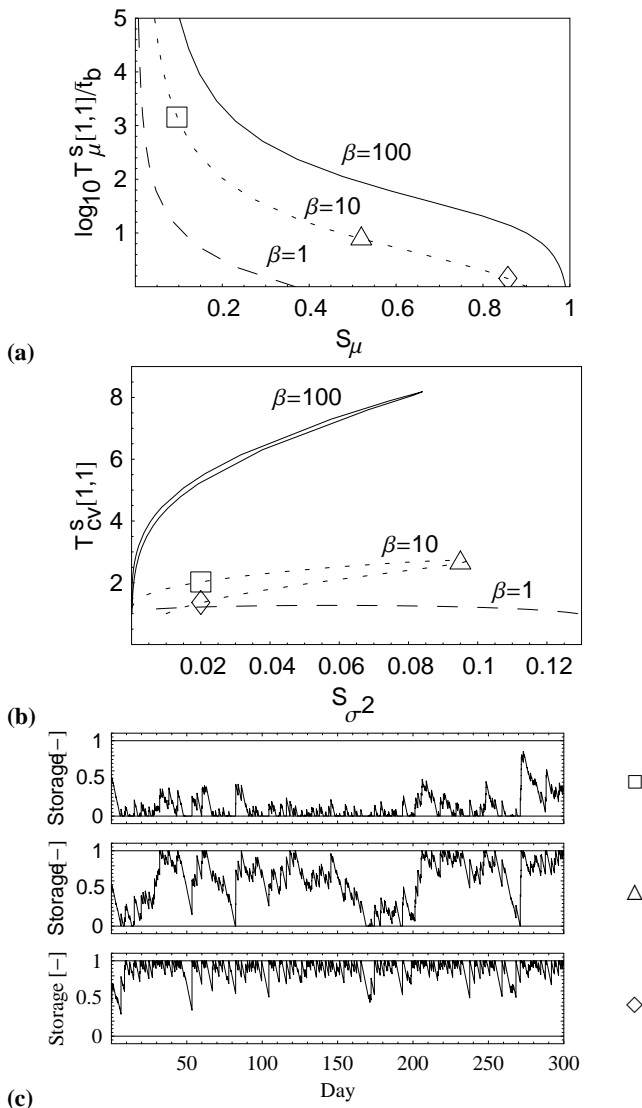 5
4
3
2
1
log10 T^s_μ[1,1]/t̄_b
β=100
β=10
β=1
0.2 0.4 0.6 0.8 1
S_μ
(a)
8
6
4
2
T^s_cv[1,1]
β=100
β=10
β=1
0.02 0.04 0.06 0.08 0.1 0.12
S_σ2
(b)
Storage[−]
1
0.5
0
Storage[−]
1
0.5
0
Storage [−]
1
0.5
0
50 100 150 200 250 300
Day
(c)